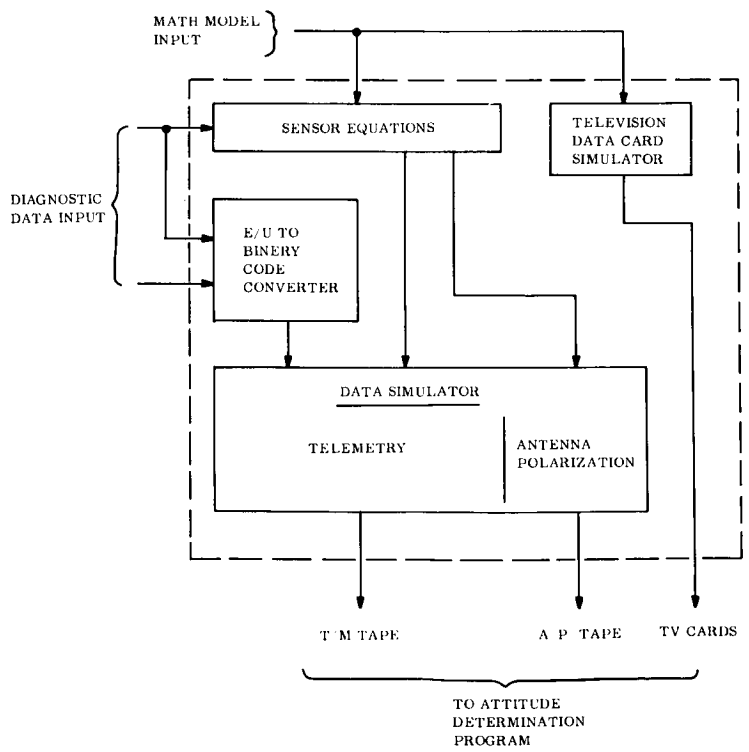 MATH MODEL
INPUT
SENSOR EQUATIONS
TELEVISION
DATA CARD
SIMULATOR
DIAGNOSTIC
DATA INPUT
E/U TO
BINERY
CODE
CONVERTER
DATA SIMULATOR
TELEMETRY
ANTENNA
POLARIZATION
T M TAPE
A P TAPE
TV CARDS
TO ATTITUDE
DETERMINATION
PROGRAM